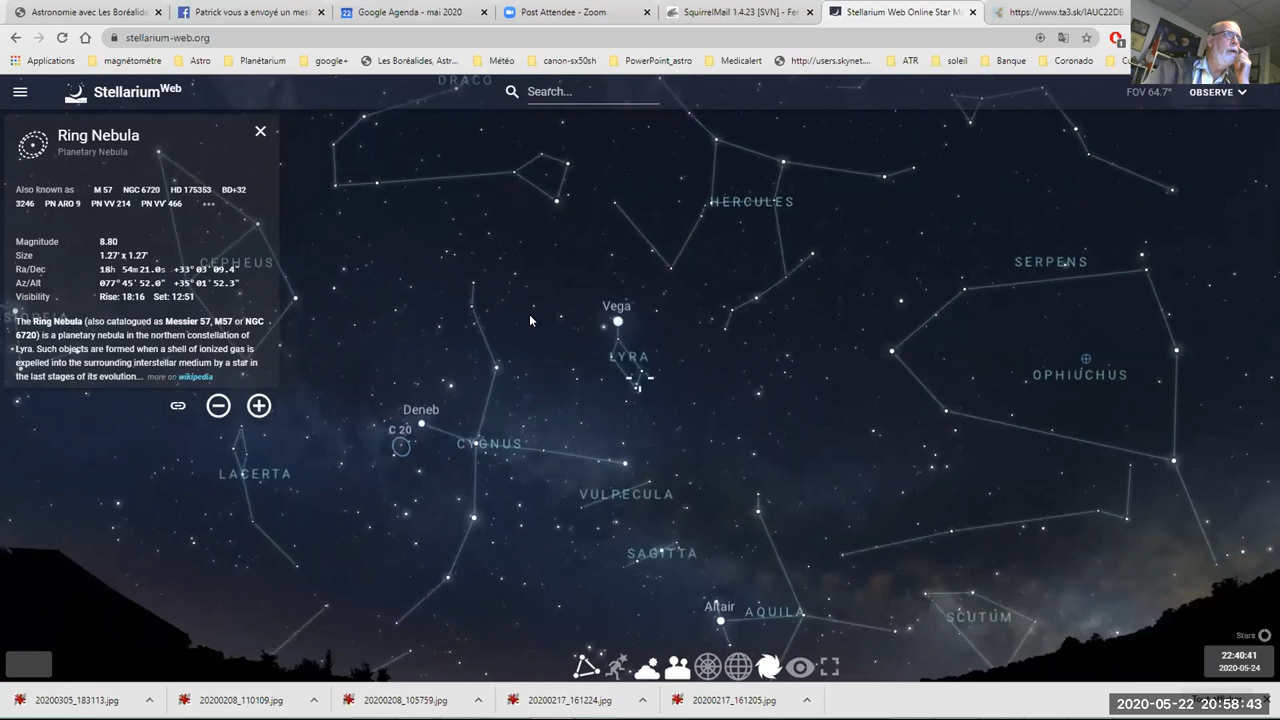 Astronomie avec Les Boréalide
Patrick vous a envoyé un mess
Google Agenda - mai 2020
Post Attendee - Zoom
SquirrelMail 1.4.23 [SVN] - Fe
Stellarium Web Online Star Ma
https://www.ta3.sk/IAUC22DB
stellarium-web.org
Applications
magnétomètre
Astro
Planétarium
google+
Les Boréalides, Astr...
Météo
canon-sx50sh
PowerPoint_astro
Medicalert
http://users.skynet....
ATR
soleil
Banque
Coronado
StellariumWeb
Search...
FOV 64.7°
OBSERVE
DRACO
Ring Nebula
Planetary Nebula
Also known as M 57 NGC 6720 HD 175353 BD+32
3246 PN ARO 9 PN VV 214 PN VV' 466 •••
Magnitude 8.80
Size 1.27' x 1.27'
Ra/Dec 18h 54m21.0s +33°03'09.4"
Az/Alt 077°45'52.0" +35°01'52.3"
Visibility Rise: 18:16 Set: 12:51
The Ring Nebula (also catalogued as Messier 57, M57 or NGC
6720) is a planetary nebula in the northern constellation of
Lyra. Such objects are formed when a shell of ionized gas is
expelled into the surrounding interstellar medium by a star in
the last stages of its evolution... more on wikipedia
HERCULES
CEPHEUS
SERPENS
Vega
LYRA
OPHIUCHUS
Deneb
C 20
CYGNUS
LACERTA
VULPECULA
SAGITTA
Altair
AQUILA
SCUTUM
Stars
22:40:41
2020-05-24
20200305_183113.jpg
20200208_110109.jpg
20200208_105759.jpg
20200217_161224.jpg
20200217_161205.jpg
2020-05-22 20:58:43